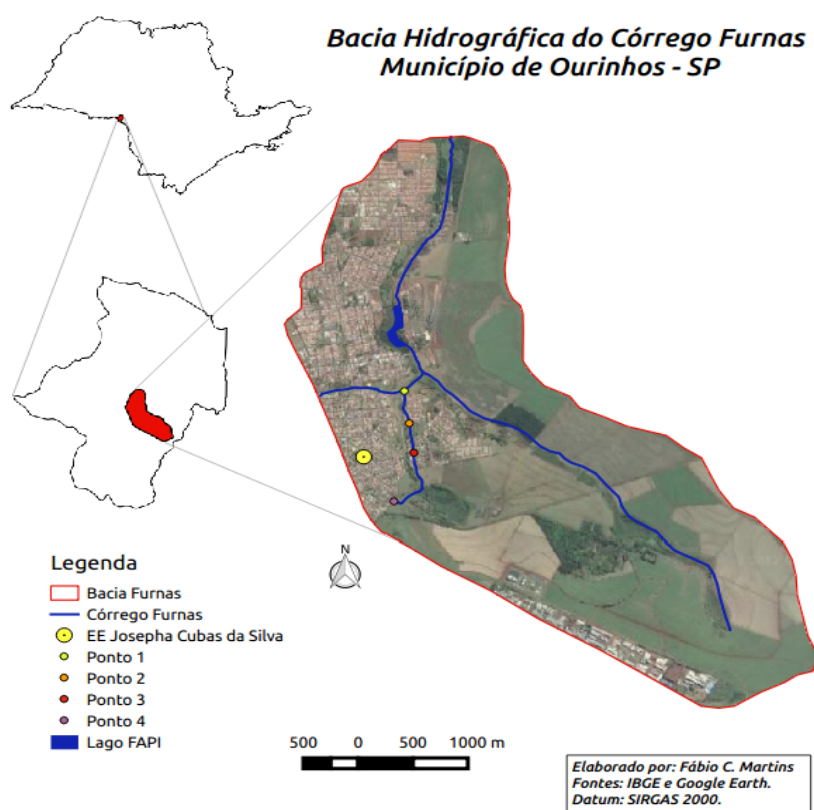 Bacia Hidrográfica do Córrego Furnas
Município de Ourinhos - SP
N
Legenda
Bacia Furnas
Córrego Furnas
EE Josepha Cubas da Silva
Ponto 1
Ponto 2
Ponto 3
Ponto 4
Lago FAPI
500 0 500 1000 m
Elaborado por: Fábio C. Martins
Fontes: IBGE e Google Earth.
Datum: SIRGAS 2000.